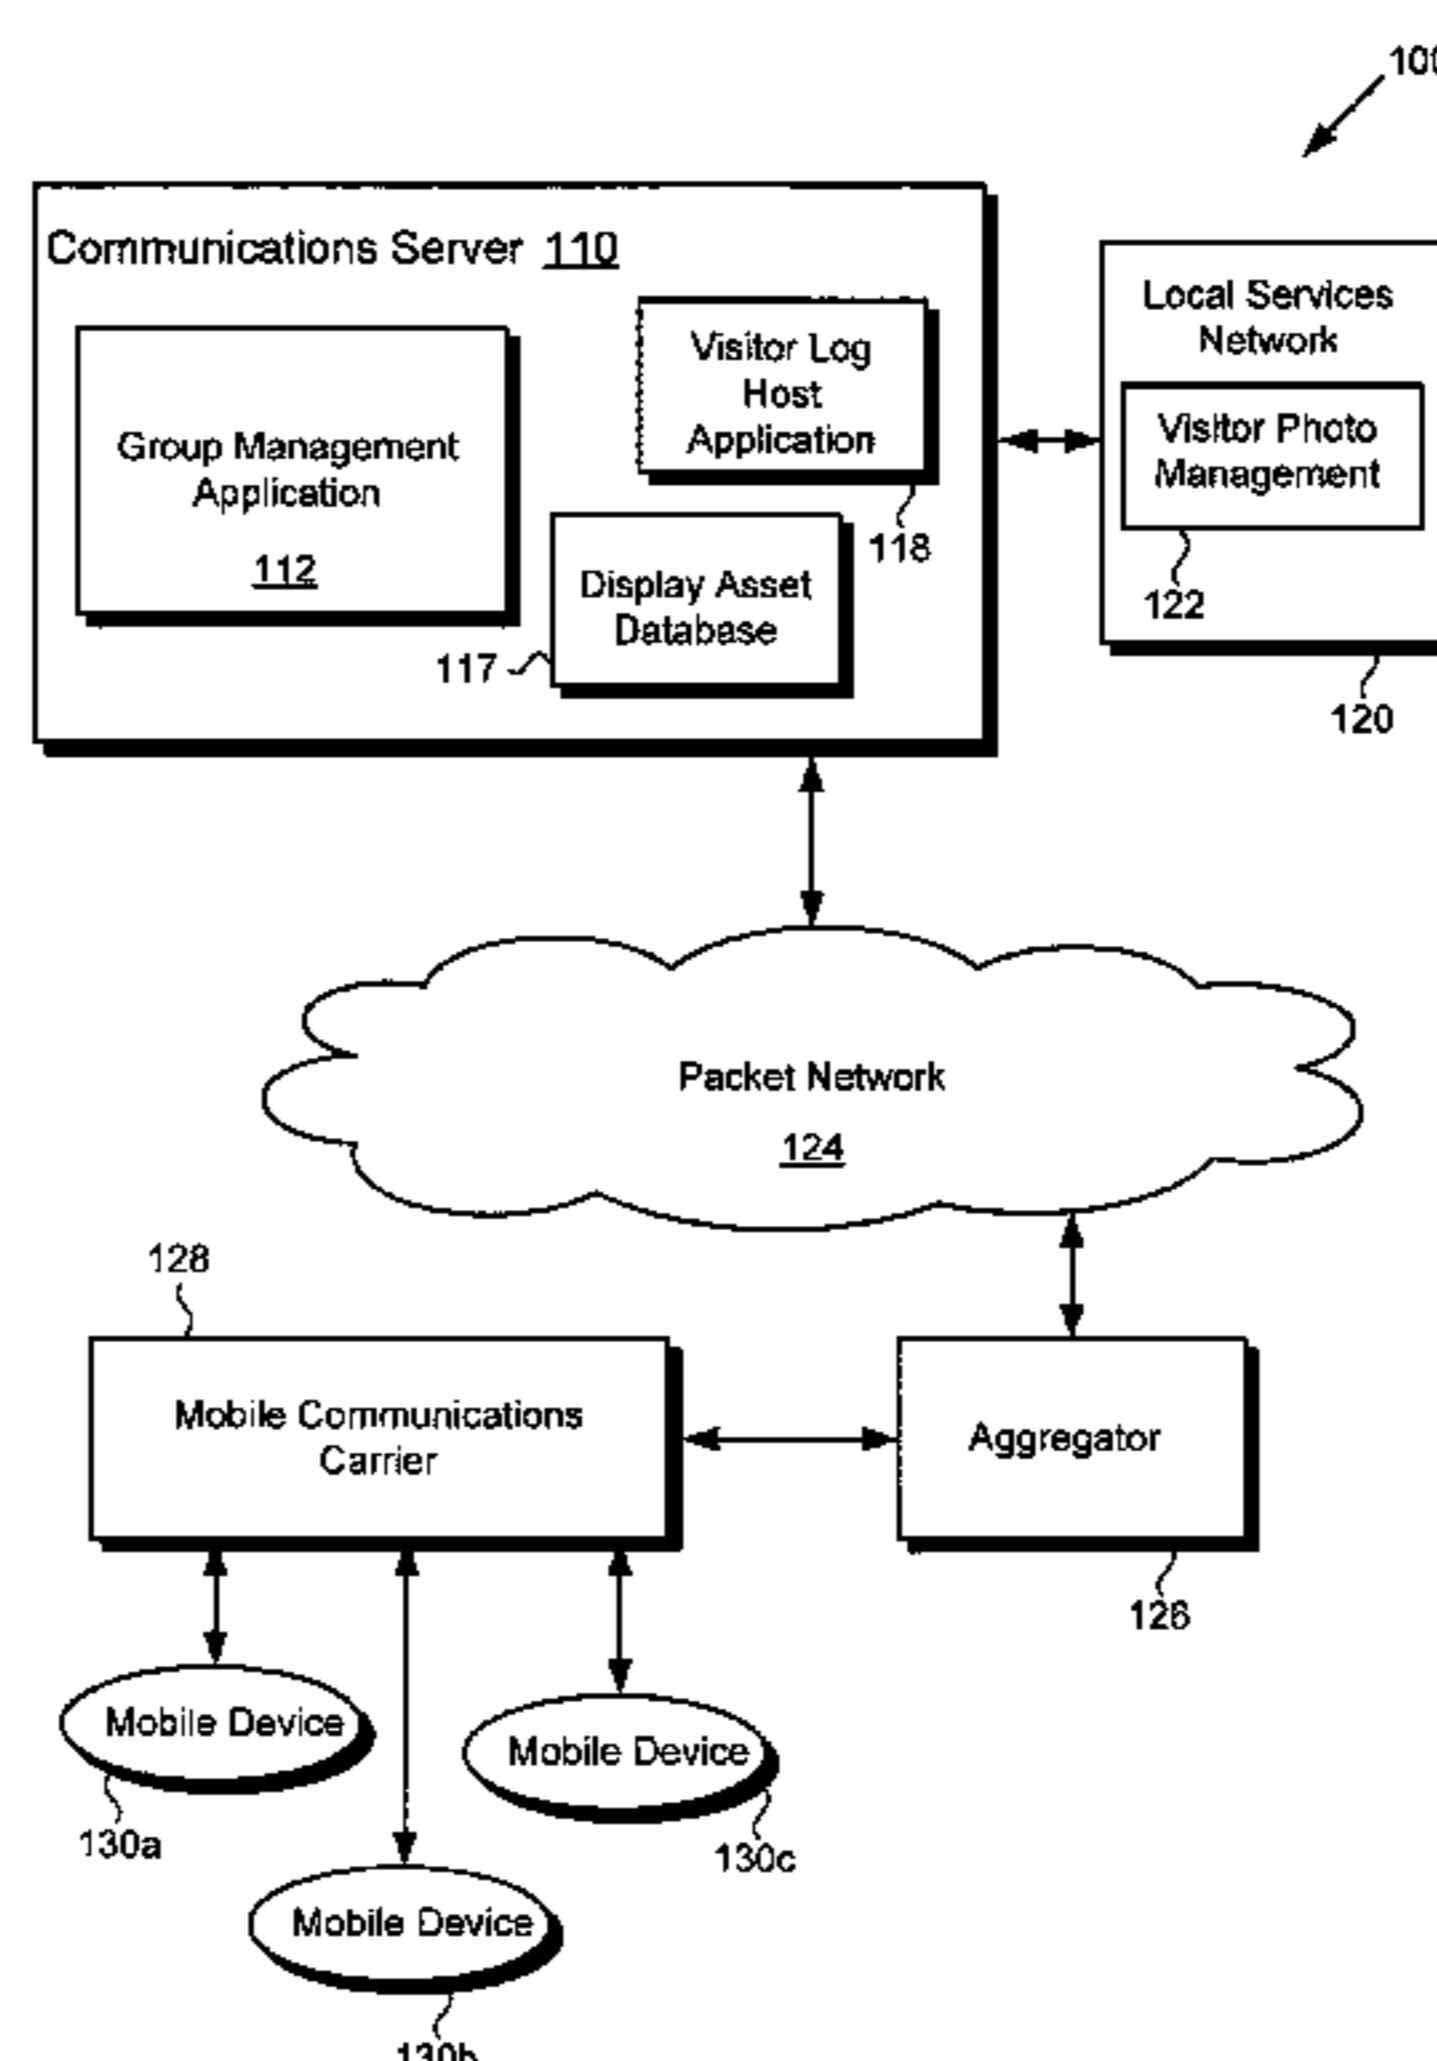 100
Communications Server 110
Local Services
Network
Visitor Log
Host
Application
Visitor Photo
Management
Group Management
Application
112
118
Display Asset
Database
117
122
120
Packet Network
124
128
Mobile Communications
Carrier
Aggregator
126
Mobile Device
Mobile Device
130a
130c
Mobile Device
130b